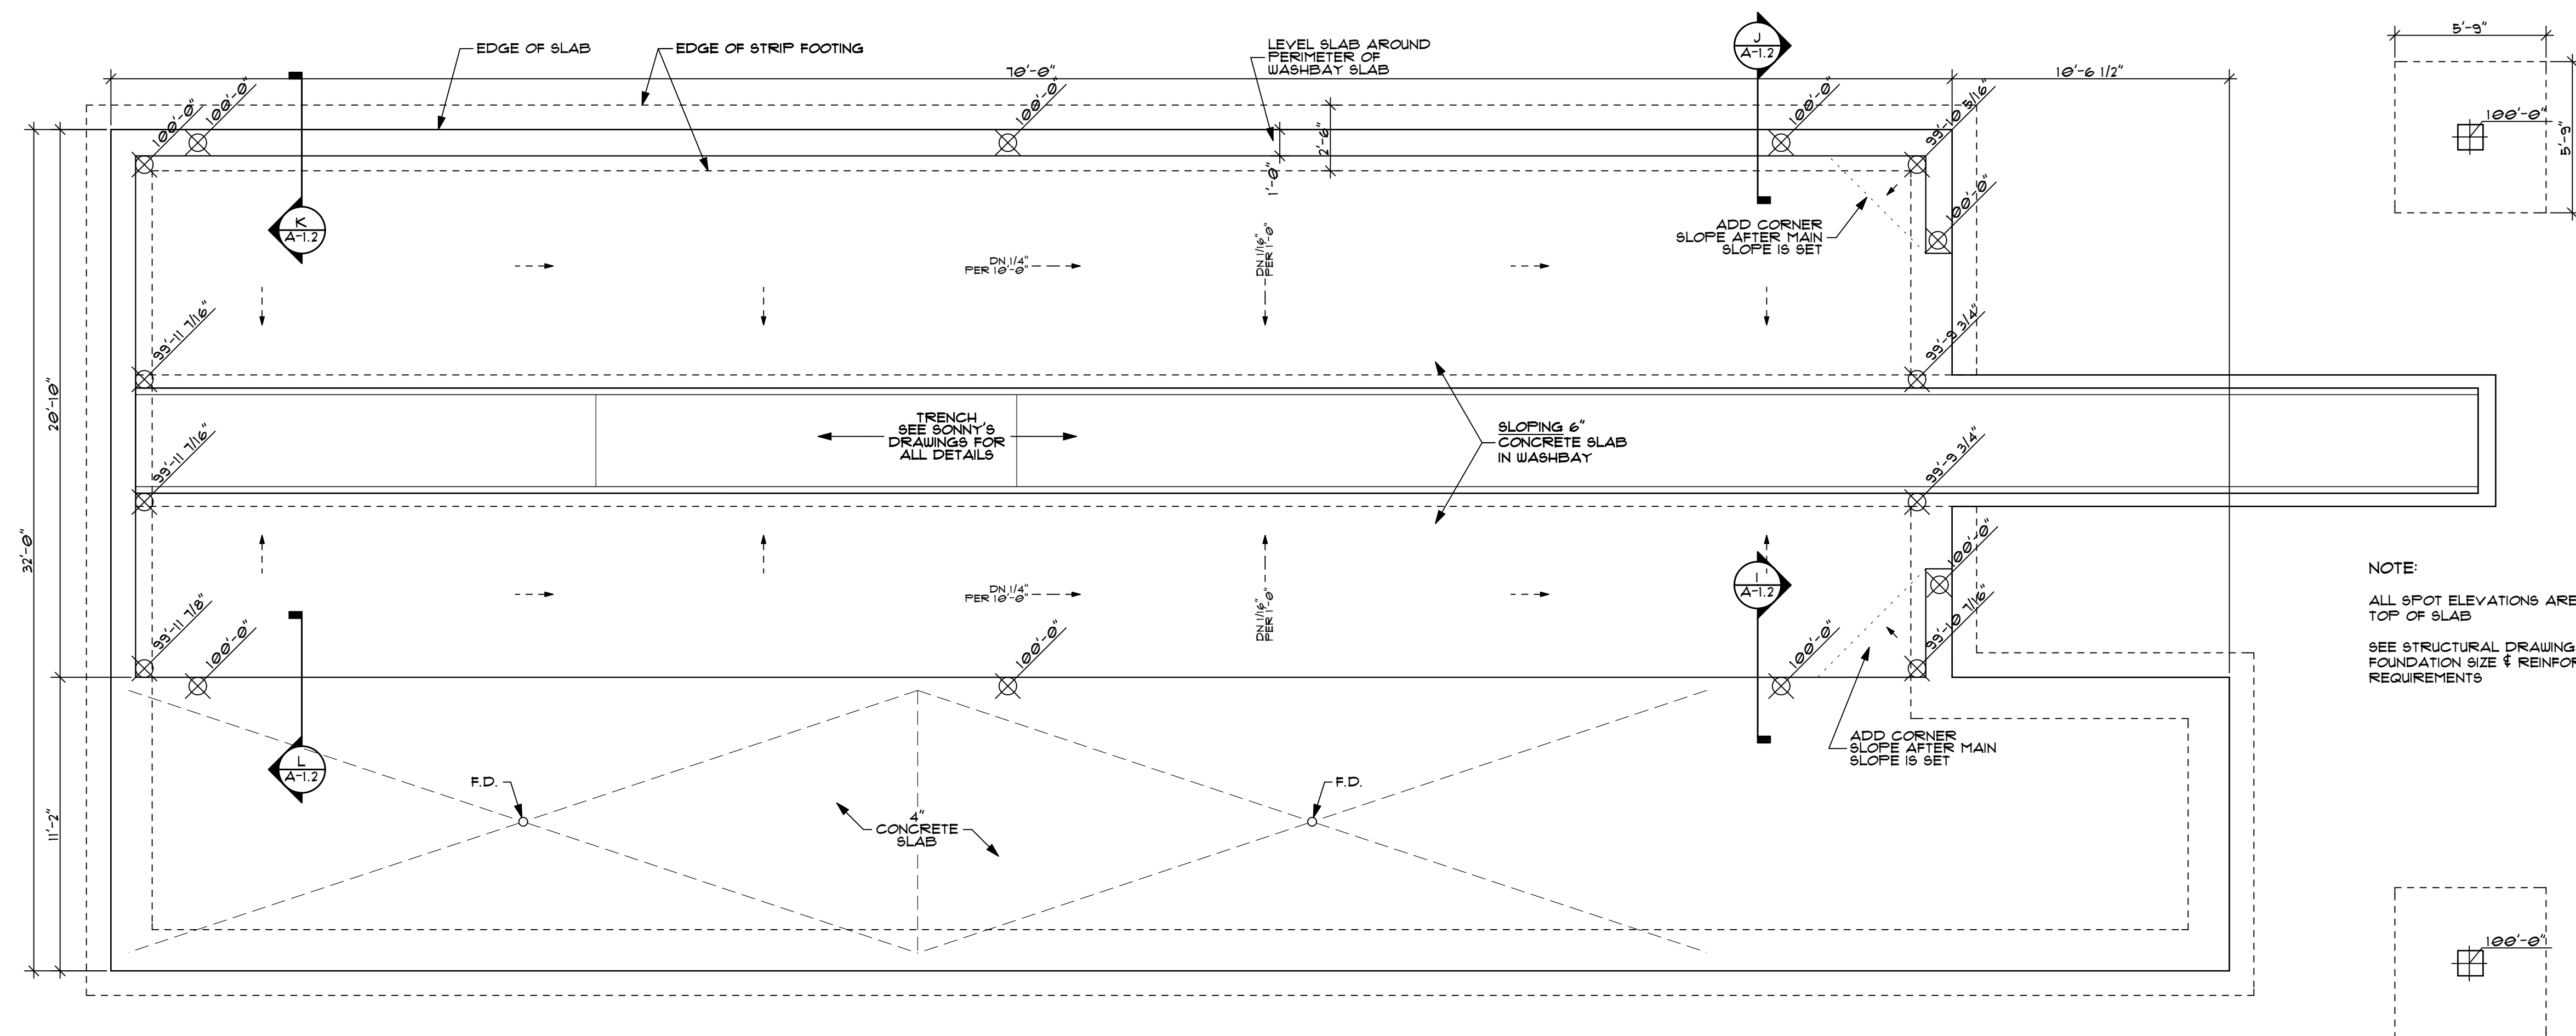 5'-9"
EDGE OF SLAB
EDGE OF STRIP FOOTING
LEVEL SLAB AROUND
PERIMETER OF
WASHBAY SLAB
J
A-1.2
70'-0"
10'-6 1/2"
100'-0"
100'-0"
100'-0"
100'-0"
99'-10 5/16"
100'-0"
5'-9"
2'-6"
1'-0"
100'-0"
K
A-1.2
ADD CORNER
SLOPE AFTER MAIN
SLOPE IS SET
DN 1/4"
PER 10'-0"
DN 1/16"
PER 1'-0"
99'-11 7/16"
99'-9 3/4"
20'-10"
32'-0"
TRENCH
SEE SONNY'S
DRAWINGS FOR
ALL DETAILS
SLOPING 6"
CONCRETE SLAB
IN WASHBAY
99'-11 7/16"
99'-9 3/4"
100'-0"
I
A-1.2
NOTE:
ALL SPOT ELEVATIONS ARE
TOP OF SLAB
SEE STRUCTURAL DRAWING
FOUNDATION SIZE & REINFOR
REQUIREMENTS
DN 1/4"
PER 10'-0"
DN 1/16"
PER 1'-0"
99'-11 7/8"
100'-0"
100'-0"
100'-0"
99'-10 7/16"
ADD CORNER
SLOPE AFTER MAIN
SLOPE IS SET
L
A-1.2
F.D.
F.D.
11'-2"
4"
CONCRETE
SLAB
100'-0"